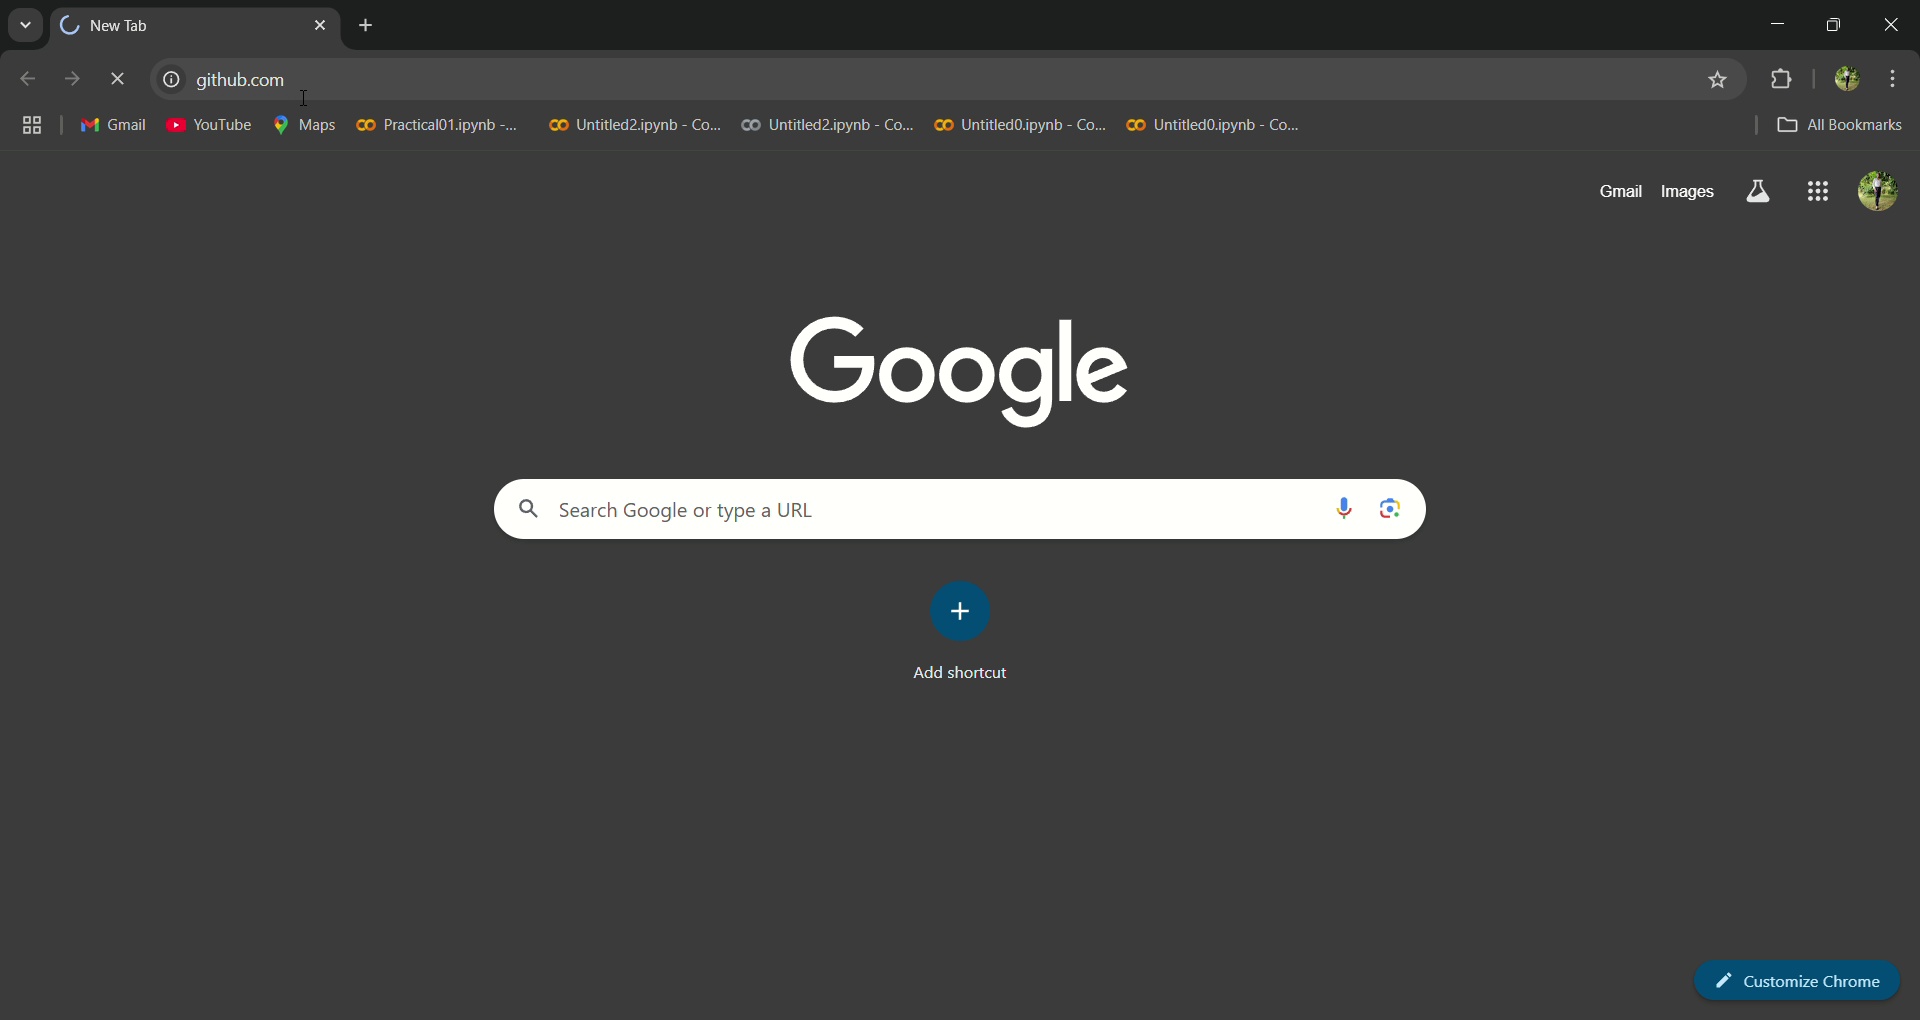 New Tab
github.com
Gmail YouTube Maps Practical01.ipynb -... Untitled2.ipynb - Co... Untitled2.ipynb - Co... Untitled0.ipynb - Co... Untitled0.ipynb - Co... All Bookmarks
Gmail Images
Google
Search Google or type a URL
Add shortcut
Customize Chrome